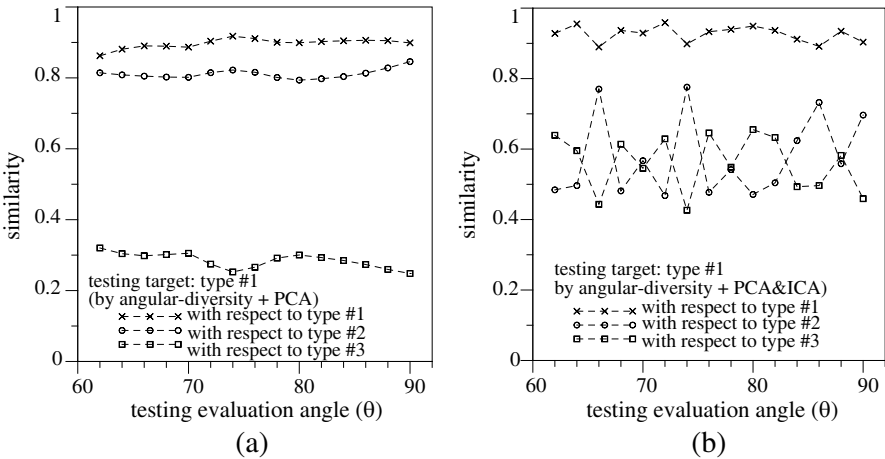 1
0.8
0.6
0.4
0.2
0
similarity
testing target: type #1
(by angular-diversity + PCA)
with respect to type #1
with respect to type #2
with respect to type #3
60 70 80 90
testing evaluation angle (θ)
(a)
1
0.8
0.6
0.4
0.2
0
similarity
testing target: type #1
by angular-diversity + PCA&ICA)
with respect to type #1
with respect to type #2
with respect to type #3
60 70 80 90
testing evaluation angle (θ)
(b)